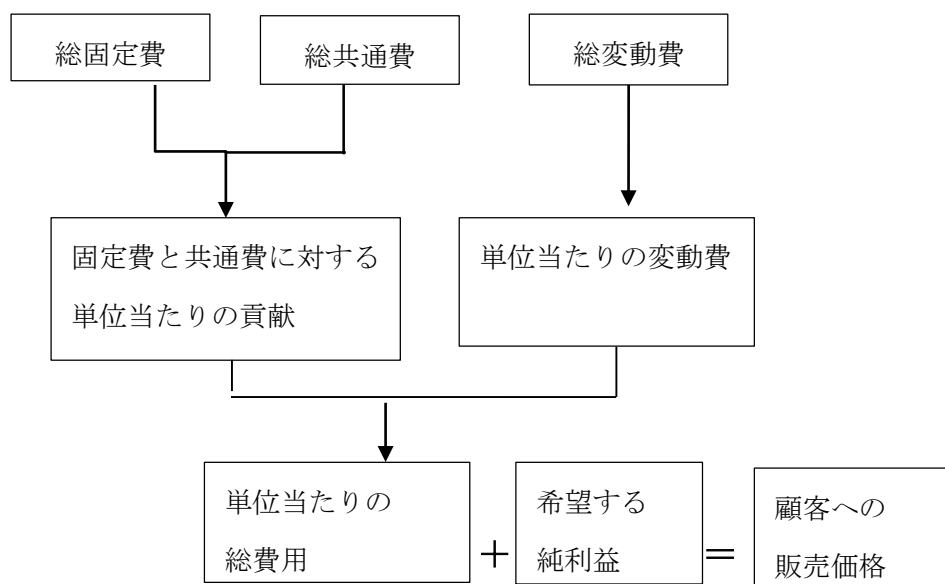 総固定費
総共通費
総変動費
固定費と共通費に対する
単位当たりの貢献
単位当たりの変動費
単位当たりの
総費用
＋
希望する
純利益
＝
顧客への
販売価格